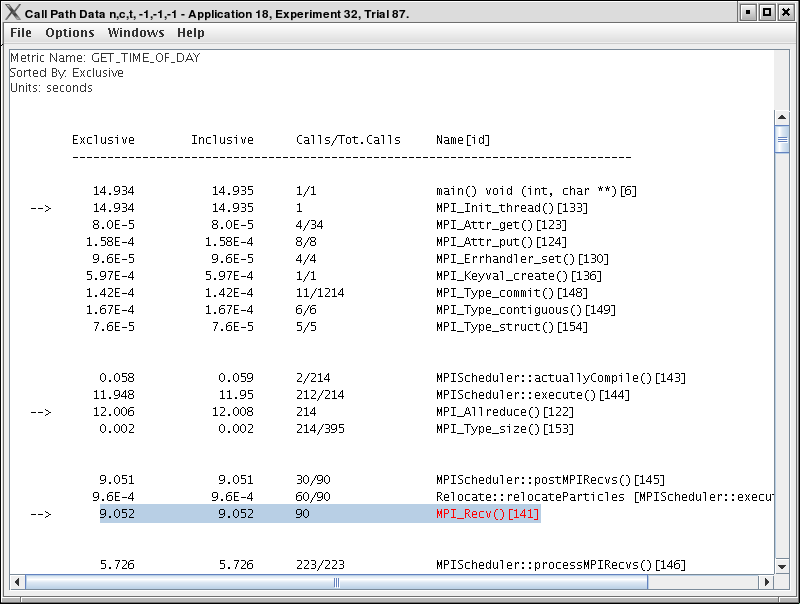 Call Path Data n,c,t, -1,-1,-1 - Application 18, Experiment 32, Trial 87.
File Options Windows Help
Metric Name: GET_TIME_OF_DAY
Sorted By: Exclusive
Units: seconds
Exclusive Inclusive Calls/Tot.Calls Name[id]
--------------------------------------------------------------------------------
14.934 14.935 1/1 main() void (int, char **)[6]
--> 14.934 14.935 1 MPI_Init_thread()[133]
8.0E-5 8.0E-5 4/34 MPI_Attr_get()[123]
1.58E-4 1.58E-4 8/8 MPI_Attr_put()[124]
9.6E-5 9.6E-5 4/4 MPI_Errhandler_set()[130]
5.97E-4 5.97E-4 1/1 MPI_Keyval_create()[136]
1.42E-4 1.42E-4 11/1214 MPI_Type_commit()[148]
1.67E-4 1.67E-4 6/6 MPI_Type_contiguous()[149]
7.6E-5 7.6E-5 5/5 MPI_Type_struct()[154]
0.058 0.059 2/214 MPIScheduler::actuallyCompile()[143]
11.948 11.95 212/214 MPIScheduler::execute()[144]
--> 12.006 12.008 214 MPI_Allreduce()[122]
0.002 0.002 214/395 MPI_Type_size()[153]
9.051 9.051 30/90 MPIScheduler::postMPIRecvs()[145]
9.6E-4 9.6E-4 60/90 Relocate::relocateParticles [MPIScheduler::execu
--> 9.052 9.052 90 MPI_Recv()[141]
5.726 5.726 223/223 MPIScheduler::processMPIRecvs()[146]